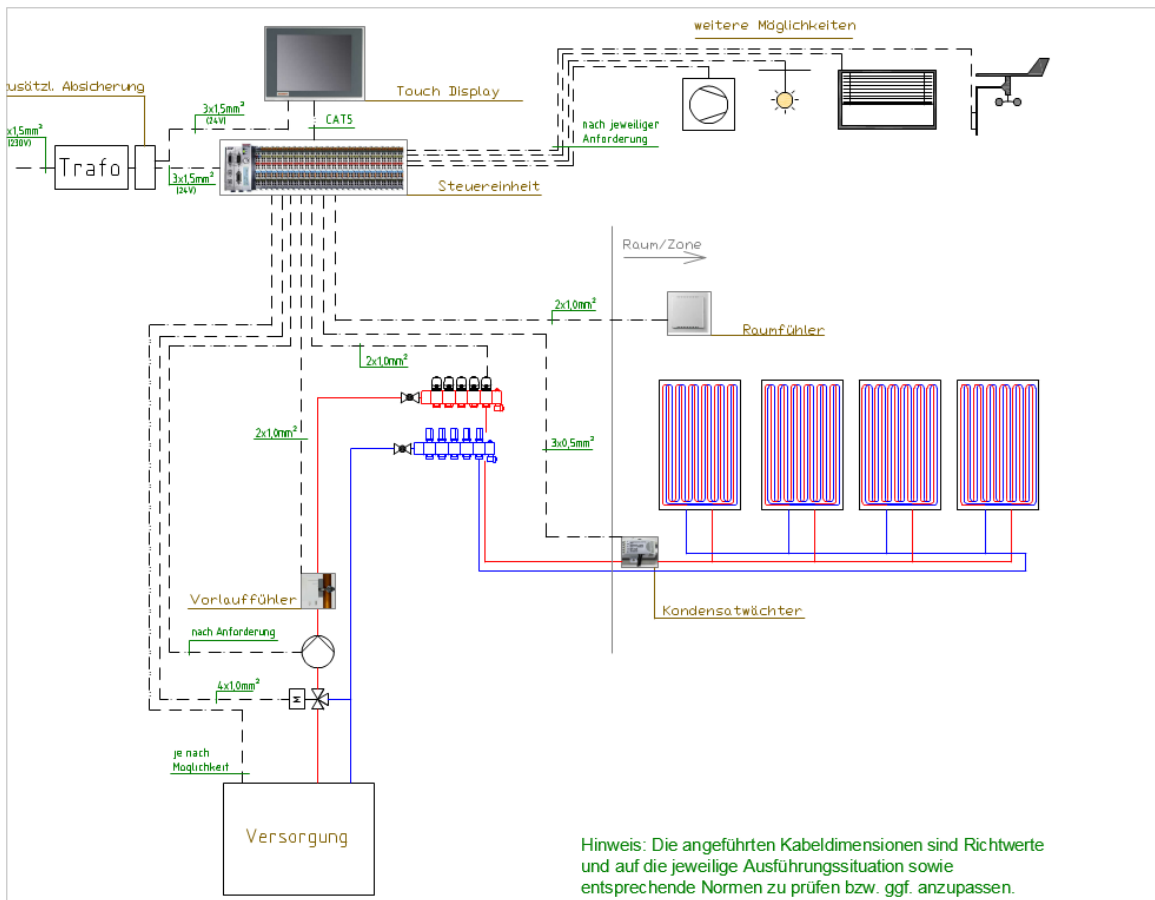 weitere Möglichkeiten
zusätzl. Absicherung
Touch Display
3x1,5mm²
(24V)
CAT5
x1,5mm²
(230V)
nach jeweiliger
Anforderung
Trafo
3x1,5mm²
(24V)
Steuereinheit
Raum/Zone
2x1,0mm²
Raumfühler
2x1,0mm²
2x1,0mm²
3x0,5mm²
Vorlauffühler
Kondensatwächter
nach Anforderung
4x1,0mm²
M
je nach
Möglichkeit
Versorgung
Hinweis: Die angeführten Kabeldimensionen sind Richtwerte
und auf die jeweilige Ausführungssituation sowie
entsprechende Normen zu prüfen bzw. ggf. anzupassen.